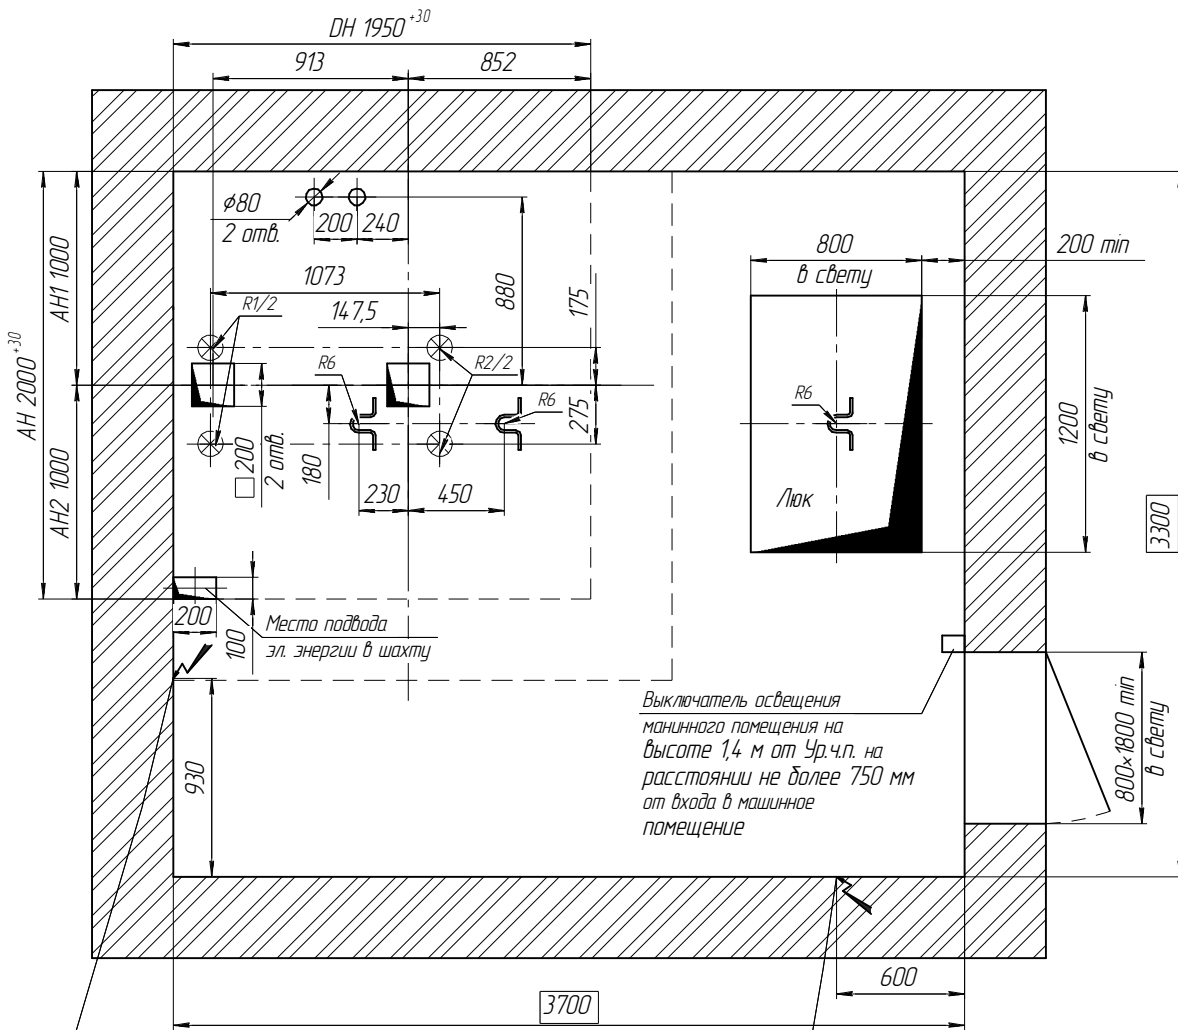 DH 1950 +30
913
852
AH 2000 +30
AH1 1000
AH2 1000
⌀80
2 отв.
200
240
880
175
1073
R1/2
147,5
R6
R2/2
R6
275
□200
2 отв.
180
230
450
800
в свету
200 min
R6
Люк
1200
в свету
3300
200
100
Место подвода
эл. энергии в шахту
930
Выключатель освещения
манинного помещения на
высоте 1,4 м от Ур.ч.п. на
расстоянии не более 750 мм
от входа в машинное
помещение
800×1800 min
в свету
600
3700